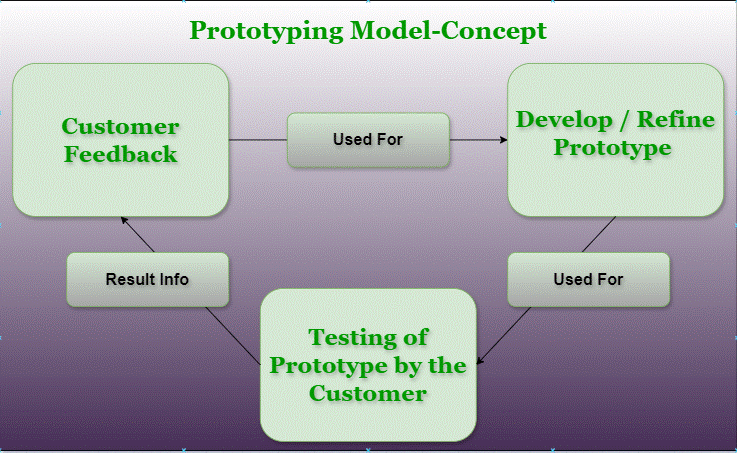 Prototyping Model-Concept
Customer
Feedback
Used For
Develop / Refine
Prototype
Result Info
Used For
Testing of
Prototype by the
Customer